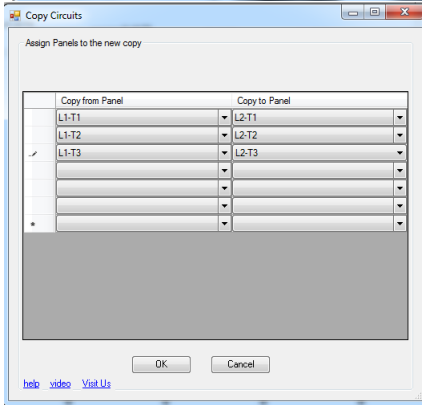 Copy Circuits
Assign Panels to the new copy
Copy from Panel Copy to Panel
L1-T1 L2-T1
L1-T2 L2-T2
L1-T3 L2-T3
*
OK Cancel
help video Visit Us